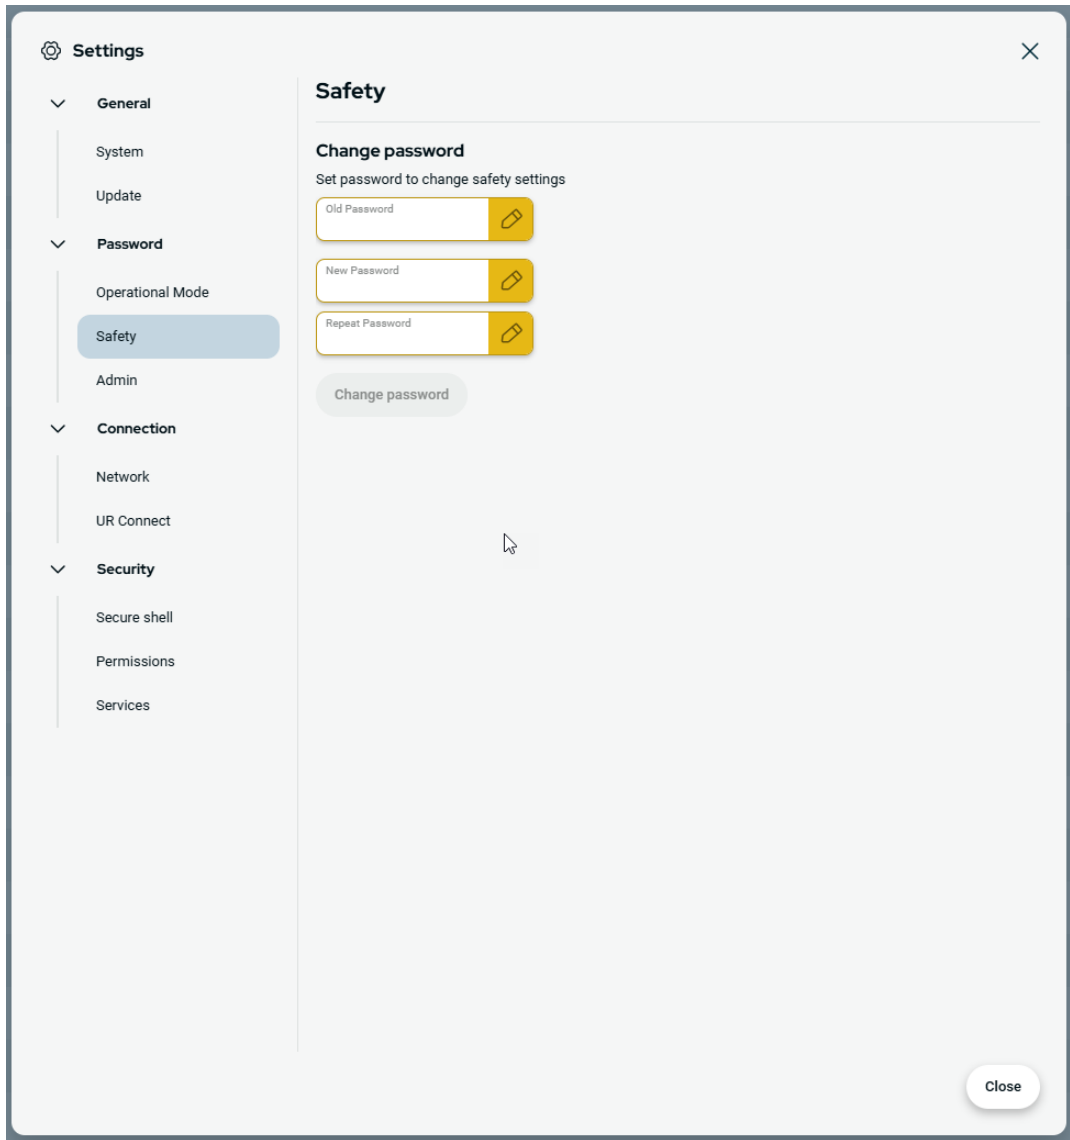 Settings
General
System
Update
Password
Operational Mode
Safety
Admin
Connection
Network
UR Connect
Security
Secure shell
Permissions
Services
Safety
Change password
Set password to change safety settings
Old Password
New Password
Repeat Password
Change password
Close